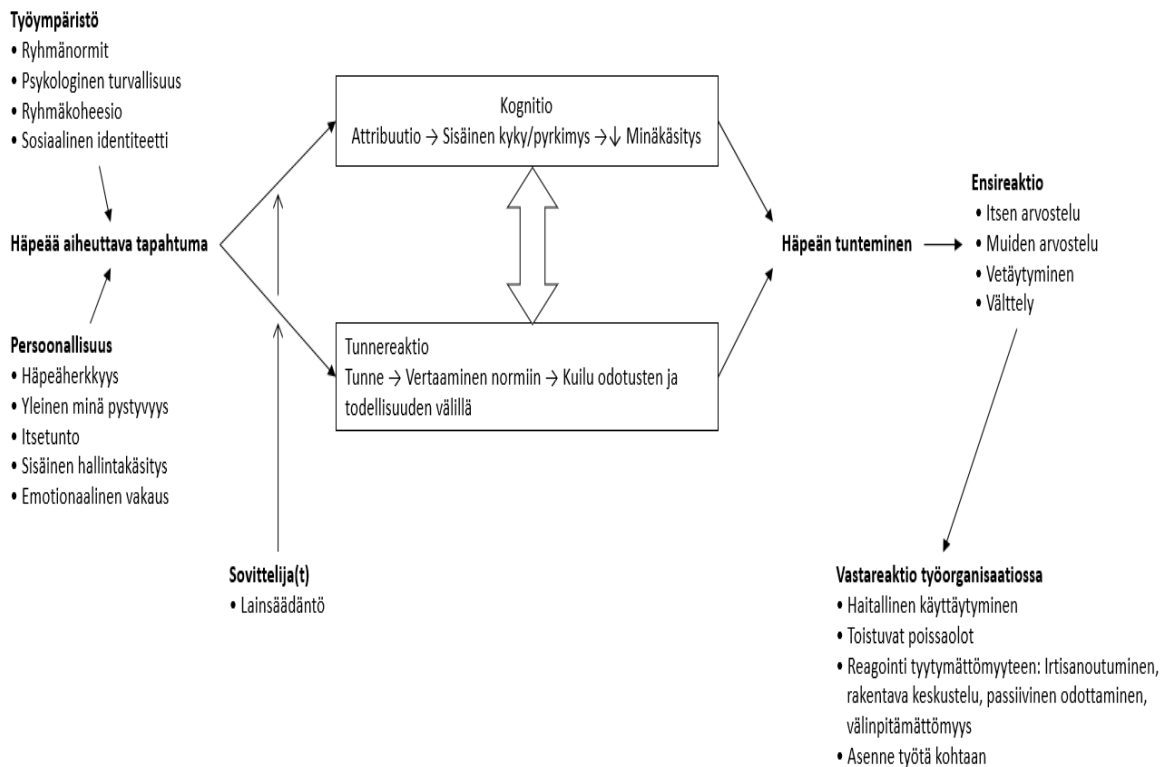 Työympäristö
• Ryhmänormit
• Psykologinen turvallisuus
• Ryhmäkoheesio
• Sosiaalinen identiteetti
Häpeää aiheuttava tapahtuma
Persoonallisuus
• Häpeäherkkyys
• Yleinen minä pystyvyys
• Itsetunto
• Sisäinen hallintakäsitys
• Emotionaalinen vakaus
Sovittelija(t)
• Lainsäädäntö
Kognitio
Attribuutio → Sisäinen kyky/pyrkimys →↓ Minäkäsitys
Tunnereaktio
Tunne → Vertaaminen normiin → Kuilu odotusten ja
todellisuuden välillä
Häpeän tunteminen
Ensireaktio
• Itsen arvostelu
• Muiden arvostelu
• Vetäytyminen
• Välttely
Vastareaktio työorganisaatiossa
• Haitallinen käyttäytyminen
• Toistuvat poissaolot
• Reagointi tyytymättömyyteen: Irtisanoutuminen,
rakentava keskustelu, passiivinen odottaminen,
välinpitämättömyys
• Asenne työtä kohtaan